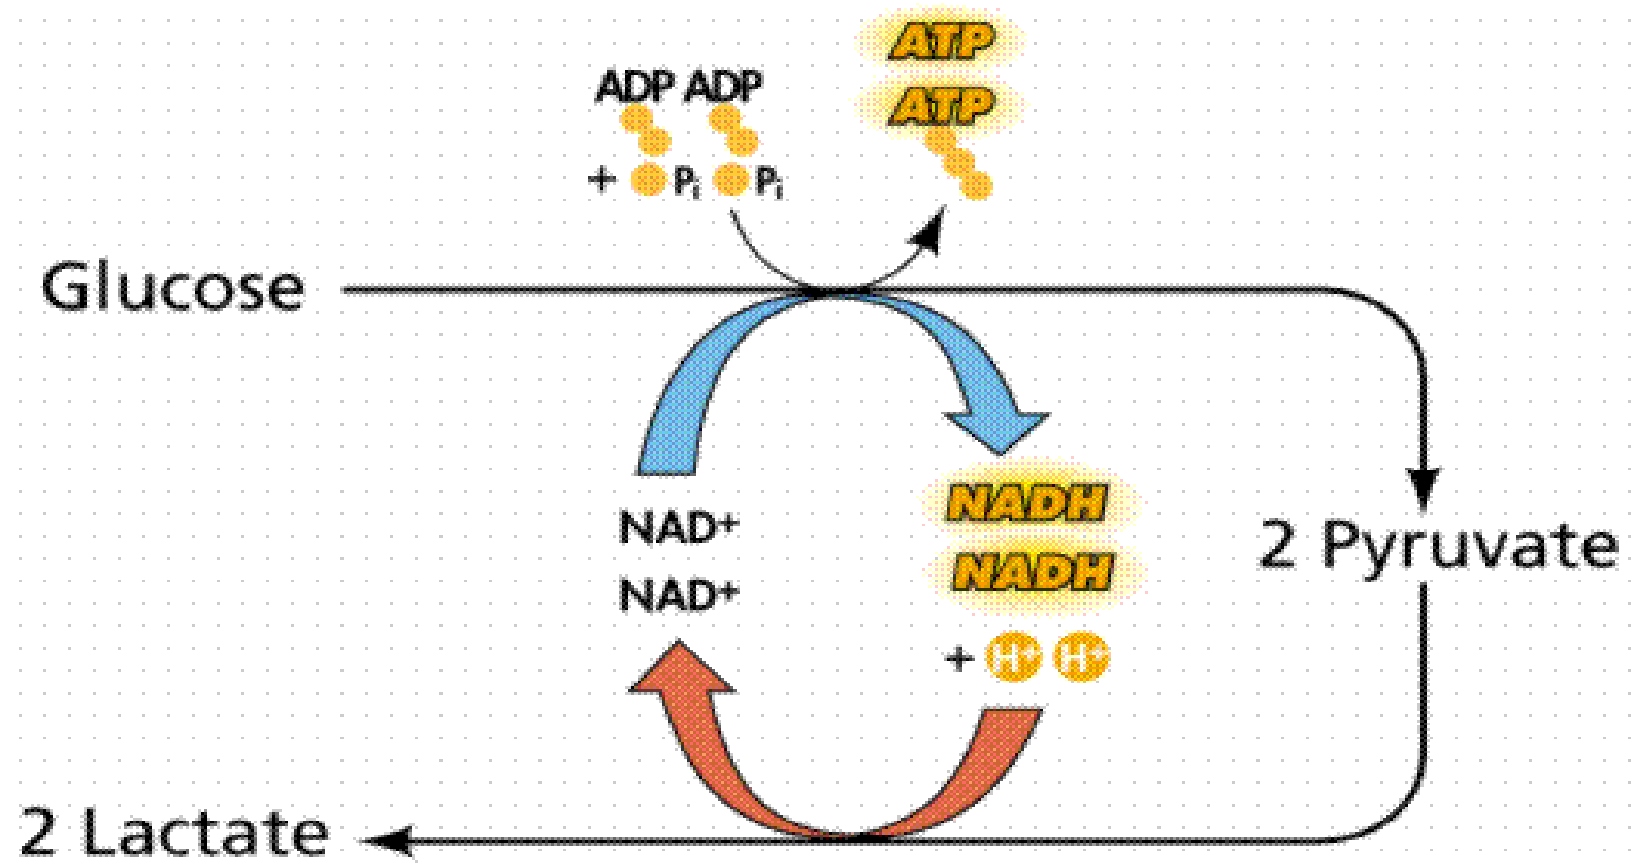 ATP
ATP
ADP ADP
+ Pi Pi
Glucose
NAD+
NAD+
NADH
NADH
+ H+ H+
2 Pyruvate
2 Lactate